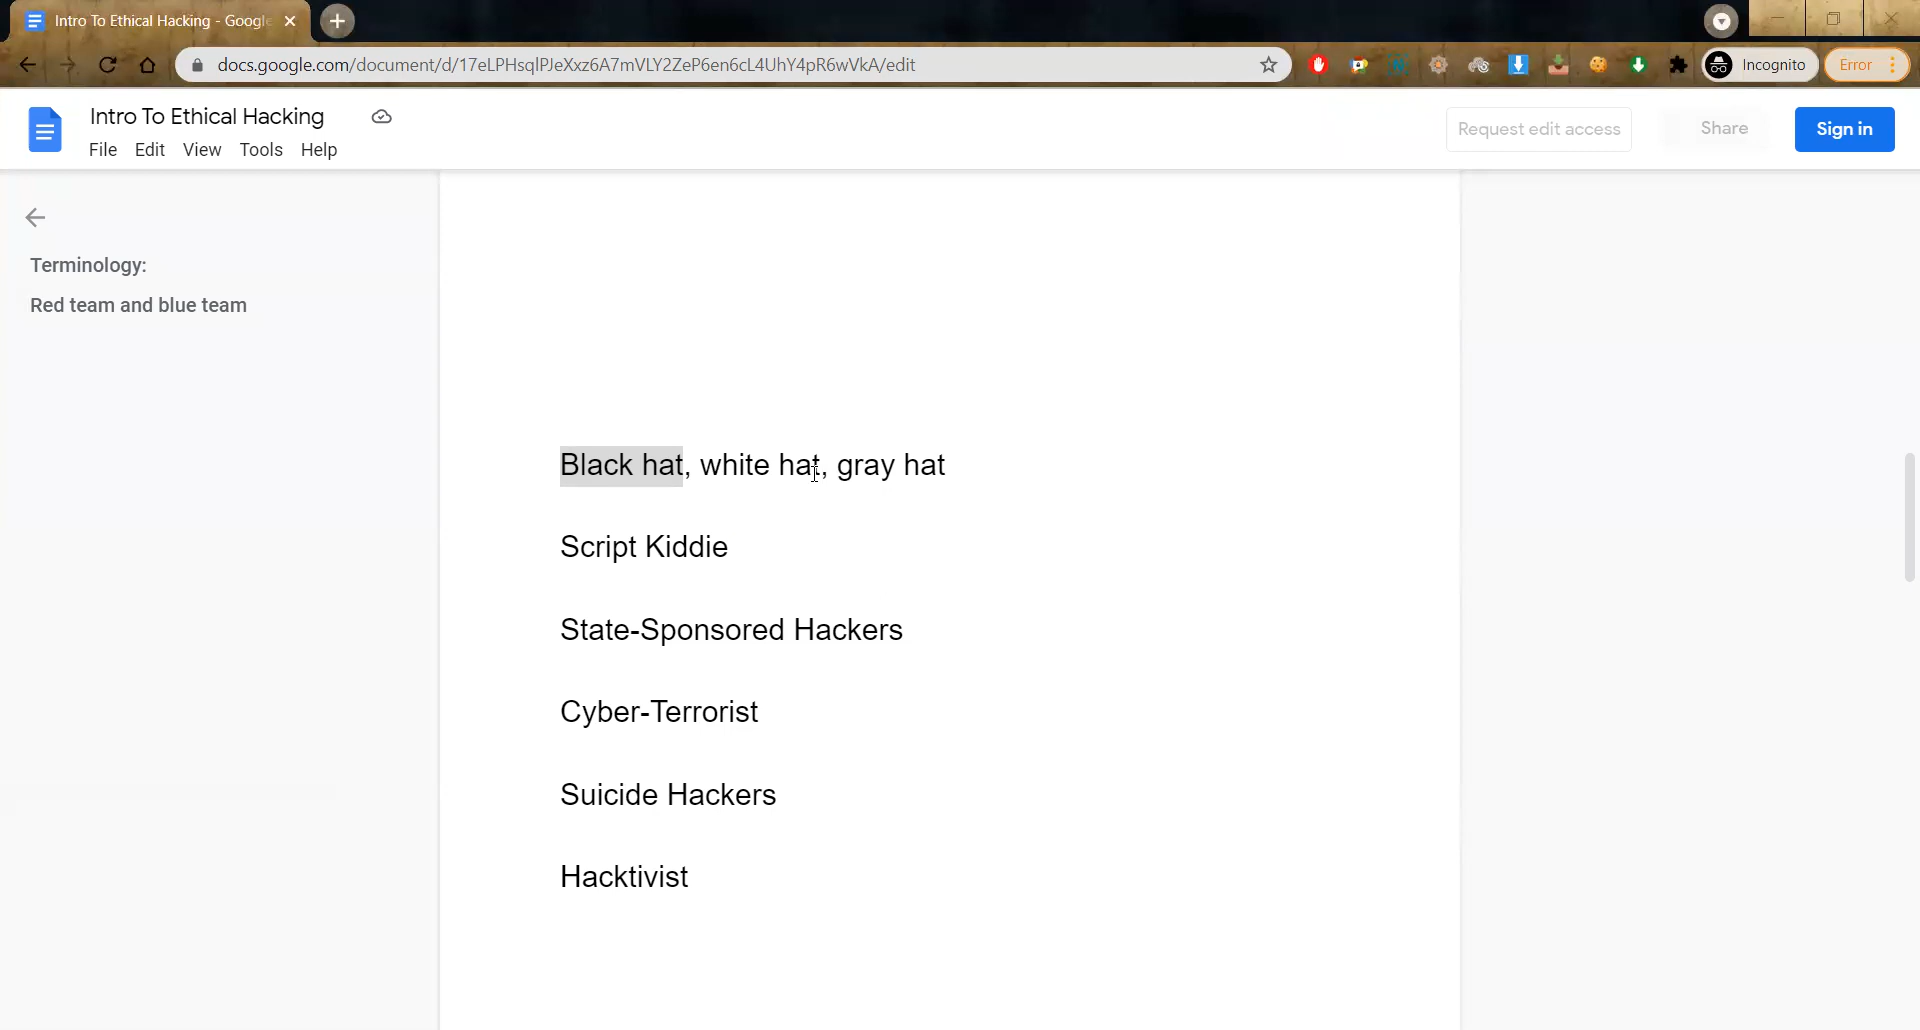 Intro To Ethical Hacking - Google
docs.google.com/document/d/17eLPHsqlPJeXxz6A7mVLY2ZeP6en6cL4UhY4pR6wVkA/edit
Incognito
Error
Intro To Ethical Hacking
File Edit View Tools Help
Request edit access
Share
Sign in
Terminology:
Red team and blue team
Black hat, white hat, gray hat
Script Kiddie
State-Sponsored Hackers
Cyber-Terrorist
Suicide Hackers
Hacktivist